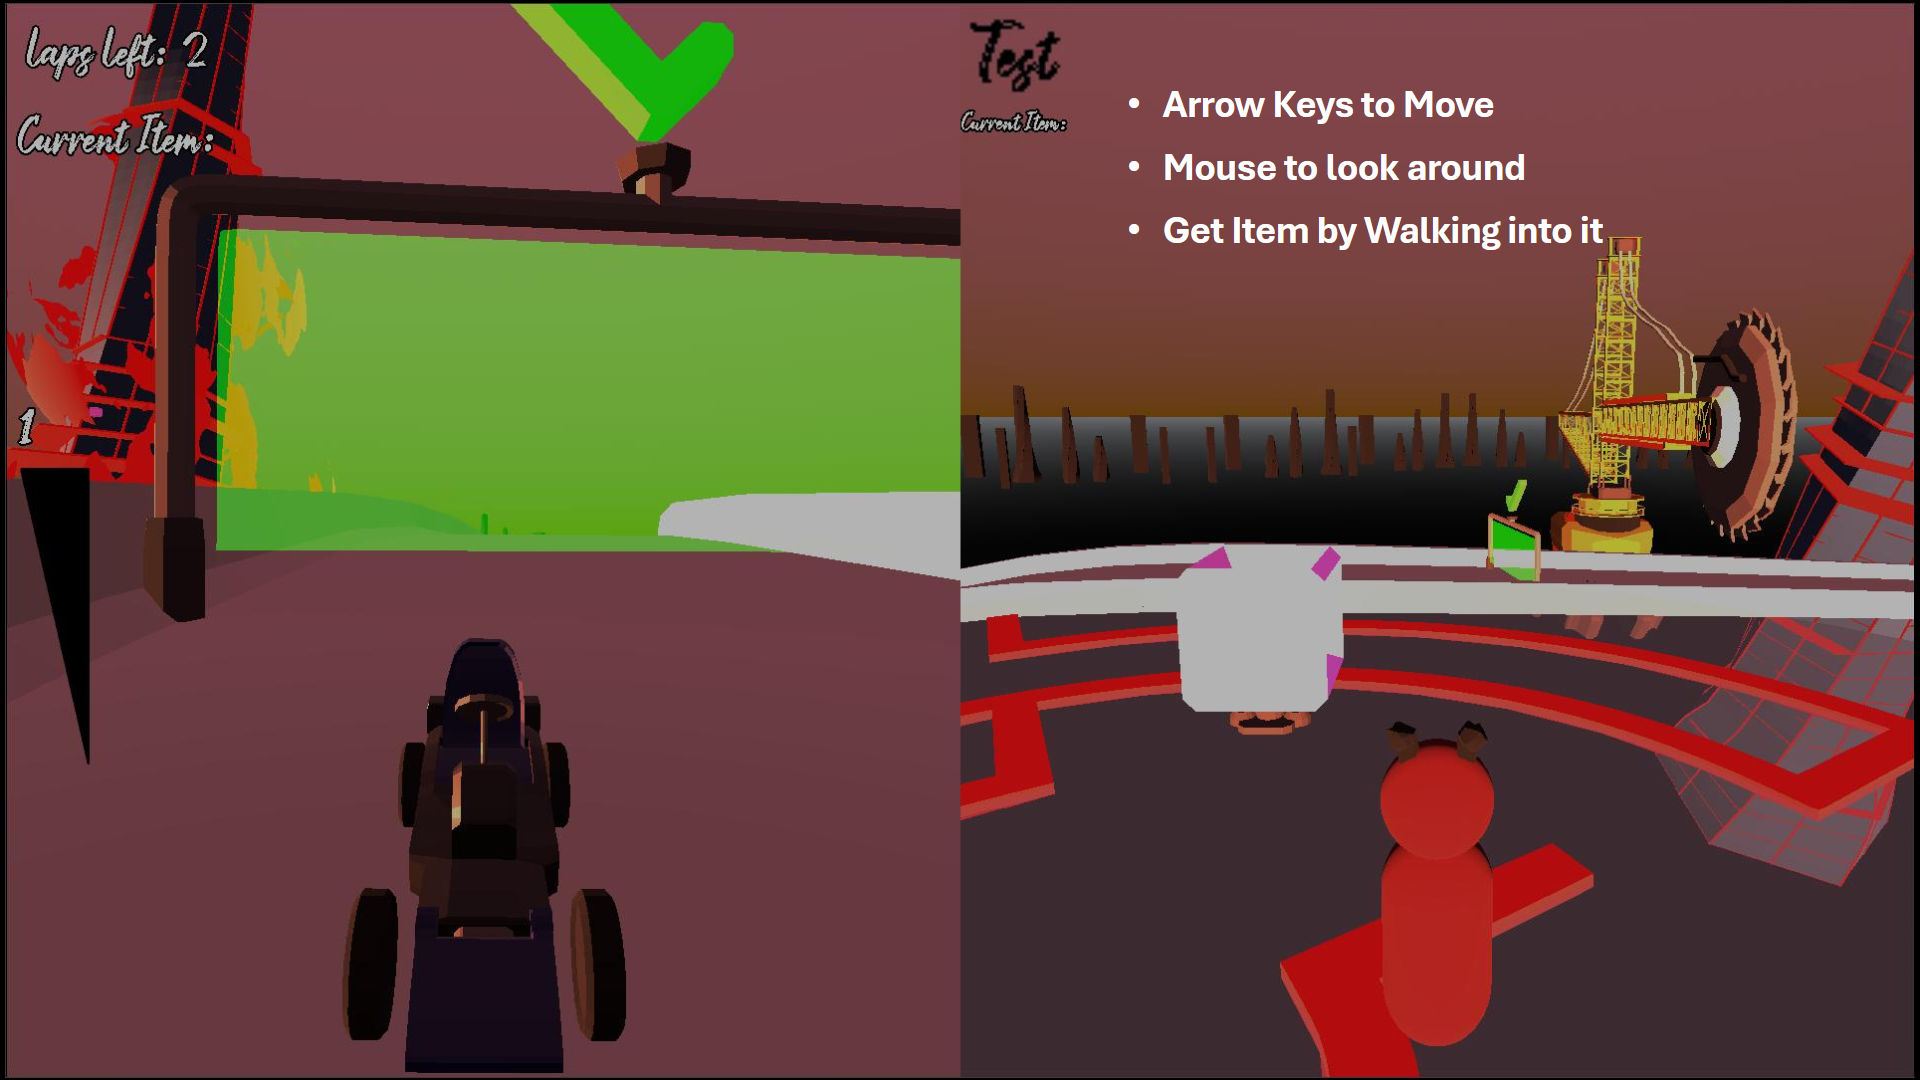 Laps left: 2
Current Item:
1
Test
Current Item:
• Arrow Keys to Move
• Mouse to look around
• Get Item by Walking into it